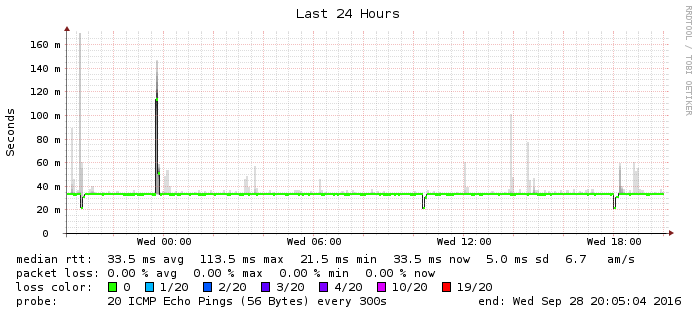 Last 24 Hours
RRDTOOL / TOBI OETIKER
Seconds
160 m
140 m
120 m
100 m
80 m
60 m
40 m
20 m
0
Wed 00:00 Wed 06:00 Wed 12:00 Wed 18:00
median rtt: 33.5 ms avg 113.5 ms max 21.5 ms min 33.5 ms now 5.0 ms sd 6.7 am/s
packet loss: 0.00 % avg 0.00 % max 0.00 % min 0.00 % now
loss color: 0 1/20 2/20 3/20 4/20 10/20 19/20
probe: 20 ICMP Echo Pings (56 Bytes) every 300s end: Wed Sep 28 20:05:04 2016